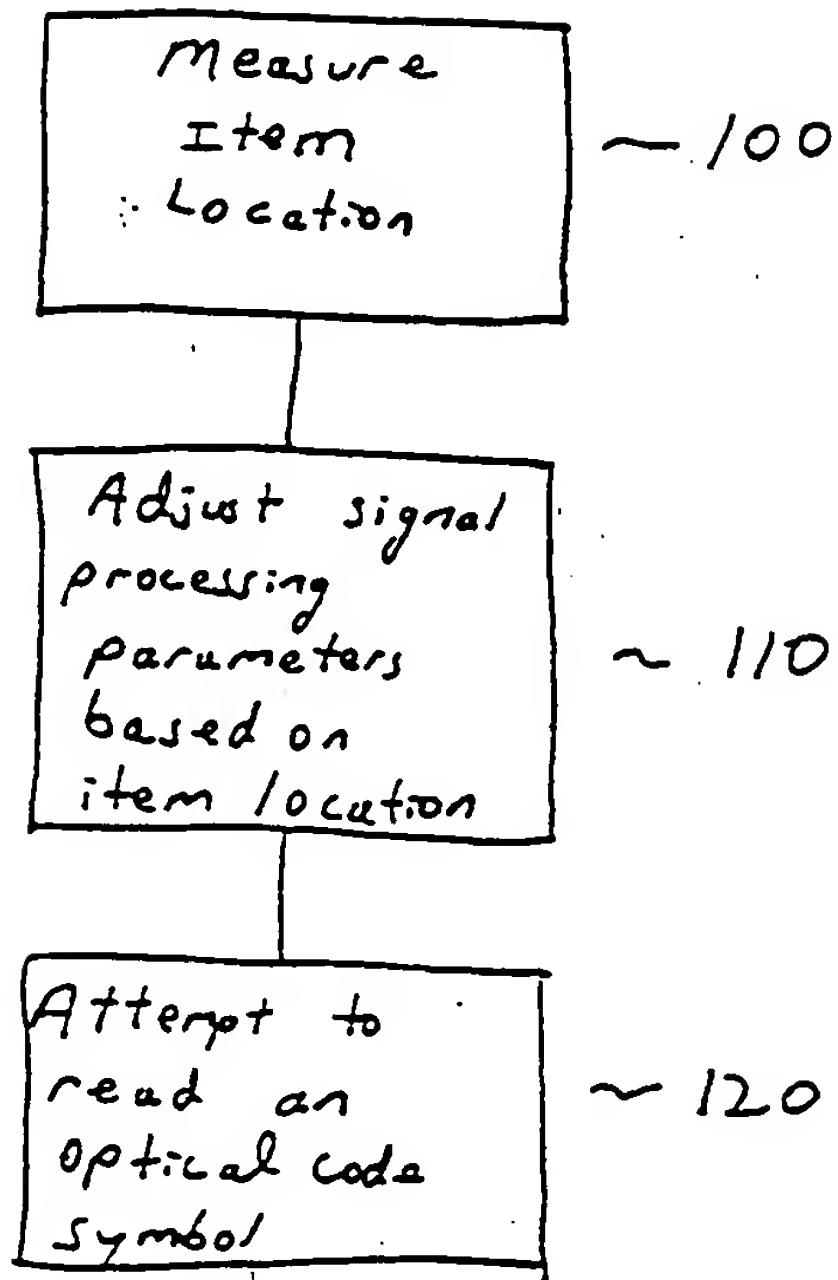 Measure
Item
Location
~ 100
Adjust signal
processing
parameters
based on
item location
~ 110
Attempt to
read an
optical code
symbol
~ 120